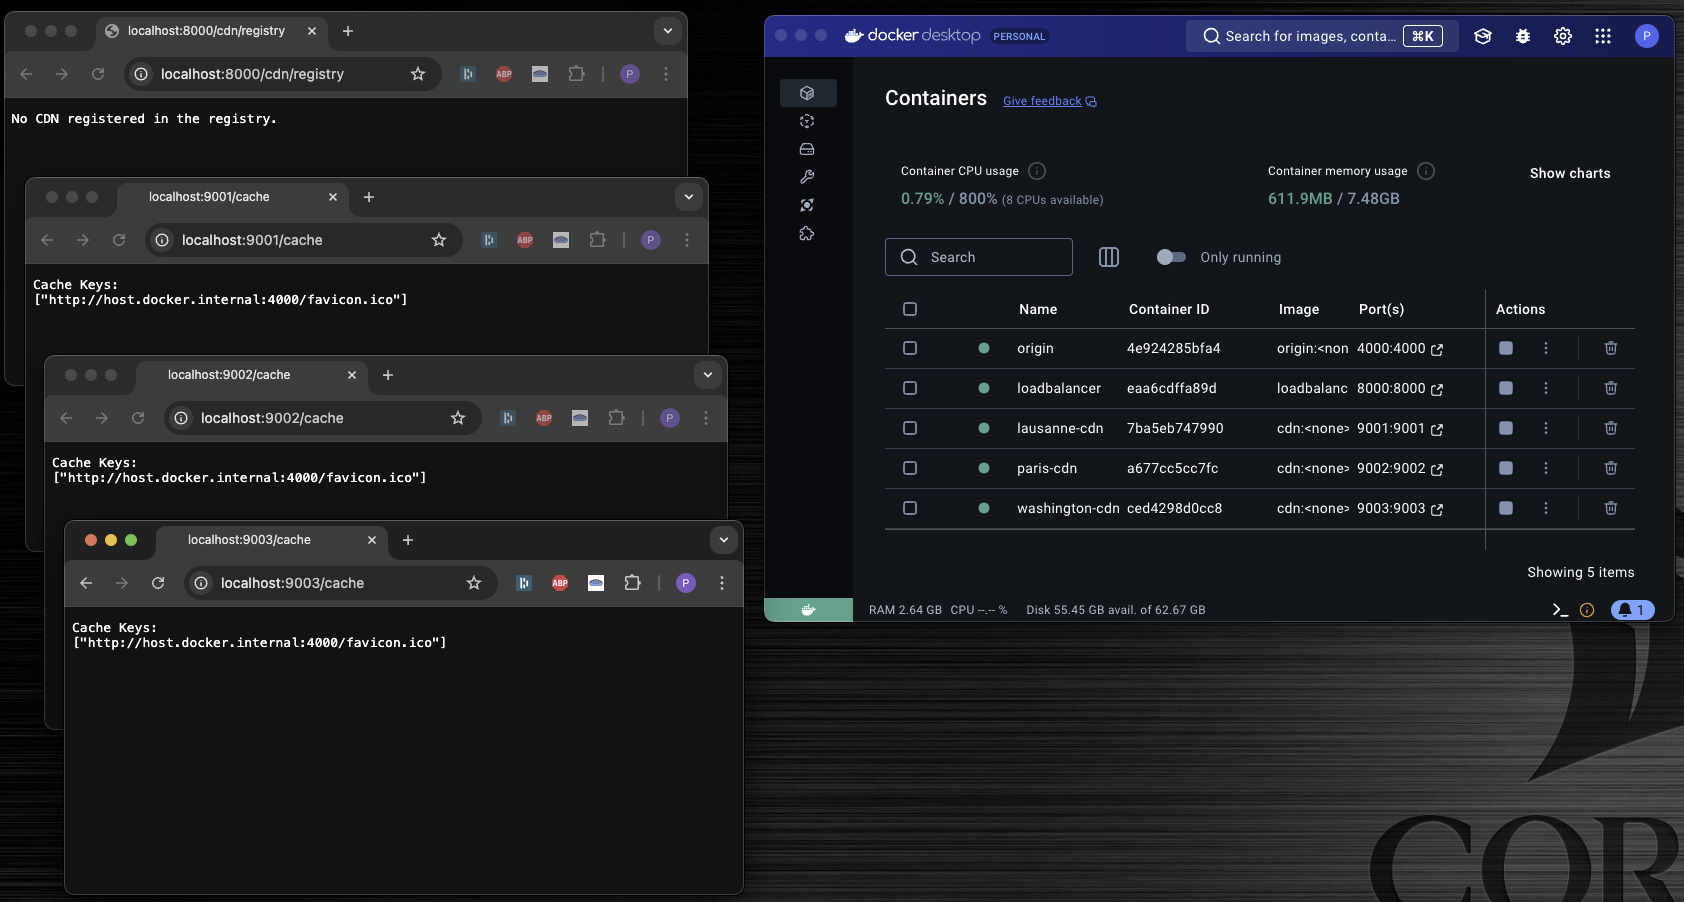 localhost:8000/cdn/registry
localhost:8000/cdn/registry
ABP
P
No CDN registered in the registry.
localhost:9001/cache
localhost:9001/cache
ABP
P
Cache Keys:
["http://host.docker.internal:4000/favicon.ico"]
localhost:9002/cache
localhost:9002/cache
ABP
P
Cache Keys:
["http://host.docker.internal:4000/favicon.ico"]
localhost:9003/cache
localhost:9003/cache
ABP
P
Cache Keys:
["http://host.docker.internal:4000/favicon.ico"]
docker desktop PERSONAL
Search for images, conta... ⌘K
P
Containers Give feedback
Container CPU usage
0.79% / 800% (8 CPUs available)
Container memory usage
611.9MB / 7.48GB
Show charts
Search
Only running
Name Container ID Image Port(s) Actions
origin 4e924285bfa4 origin:<non 4000:4000
loadbalancer eaa6cdffa89d loadbalanc 8000:8000
lausanne-cdn 7ba5eb747990 cdn:<none> 9001:9001
paris-cdn a677cc5cc7fc cdn:<none> 9002:9002
washington-cdn ced4298d0cc8 cdn:<none> 9003:9003
Showing 5 items
RAM 2.64 GB CPU --.-- % Disk 55.45 GB avail. of 62.67 GB
1
COR